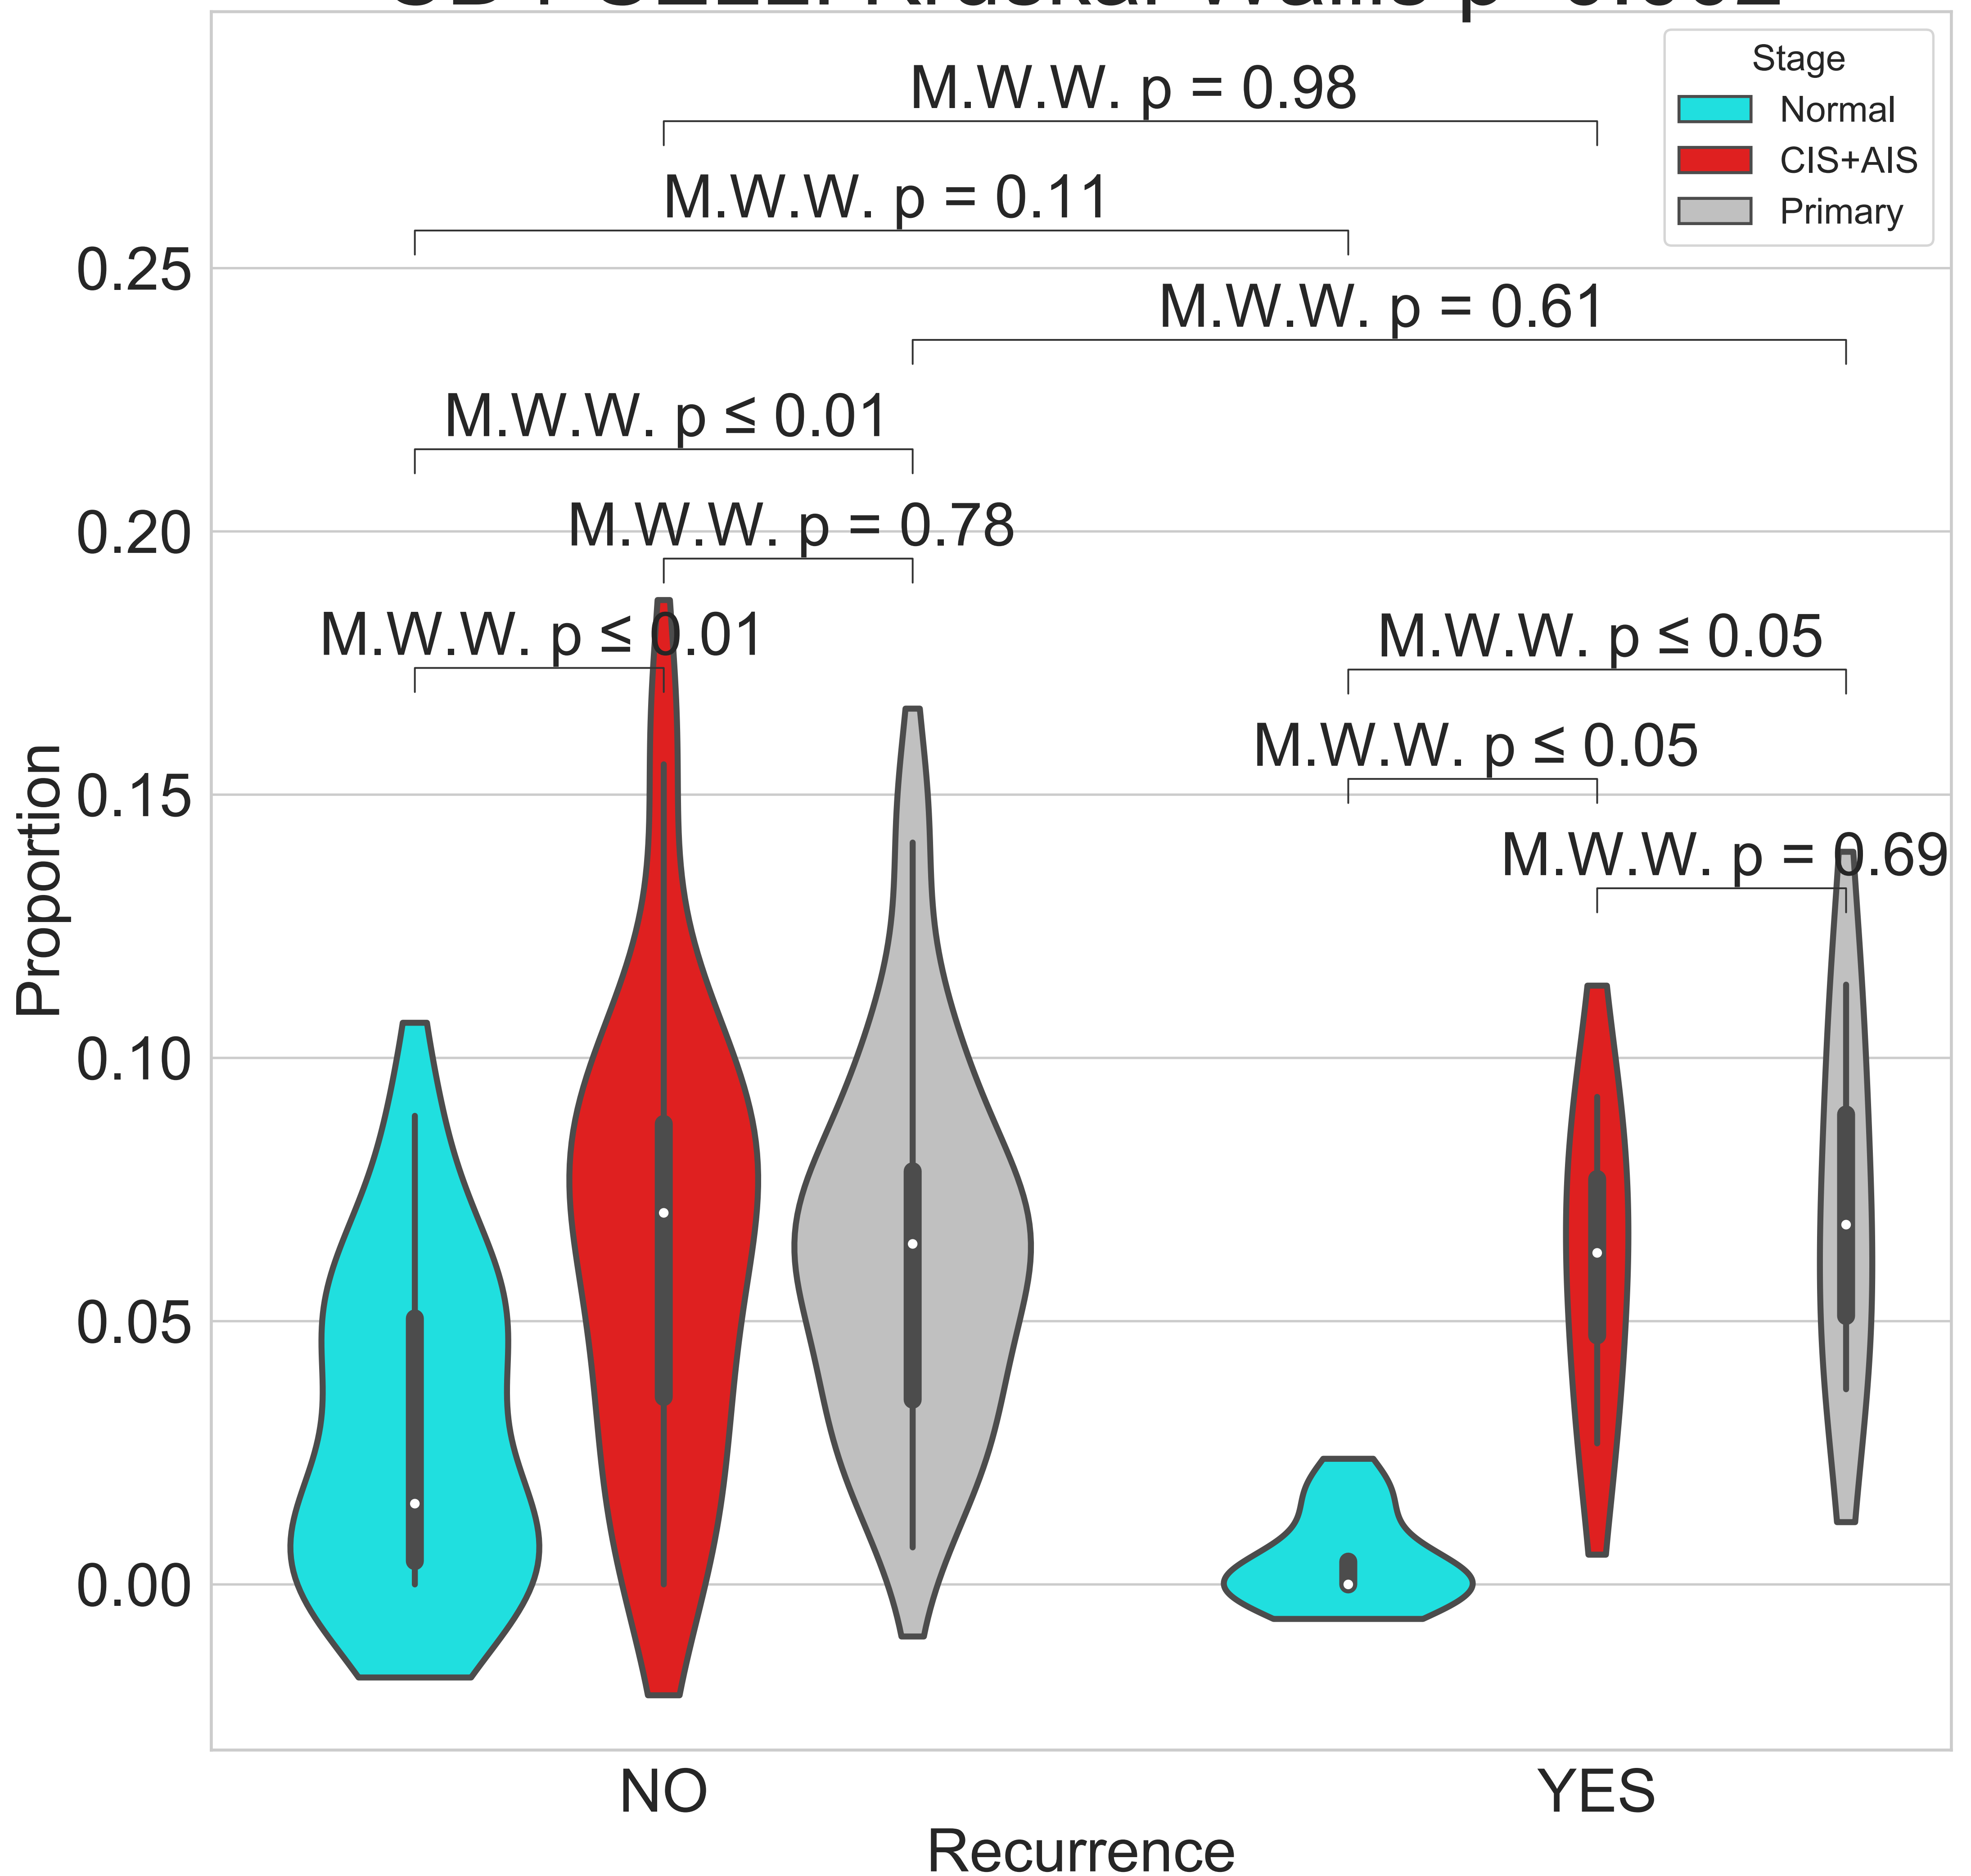 Stage
Normal
CIS+AIS
Primary
M.W.W. p = 0.98
M.W.W. p = 0.11
M.W.W. p = 0.61
M.W.W. p ≤ 0.01
M.W.W. p = 0.78
M.W.W. p ≤ 0.01
M.W.W. p ≤ 0.05
M.W.W. p ≤ 0.05
M.W.W. p = 0.69
0.25
0.20
0.15
0.10
0.05
0.00
Proportion
NO
YES
Recurrence